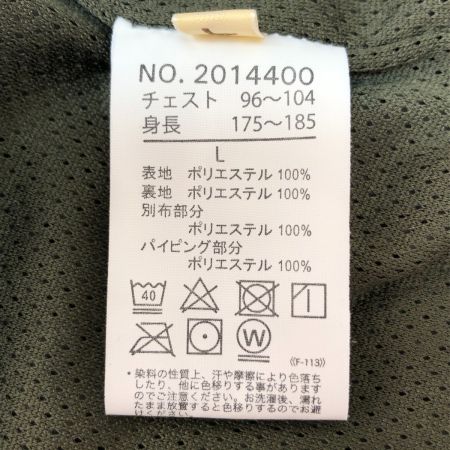 L
NO. 2014400
チェスト 96～104
身長 175～185
L
表地 ポリエステル 100%
裏地 ポリエステル 100%
別布部分
ポリエステル 100%
パイピング部分
ポリエステル 100%
40
W
《F-113》
・染料の性質上、汗や摩擦により色落ち
したり、他に色移りする事があります
のでご注意ください。お洗濯後、濡れ
たまま放置すると色移りするのでお避
けください。